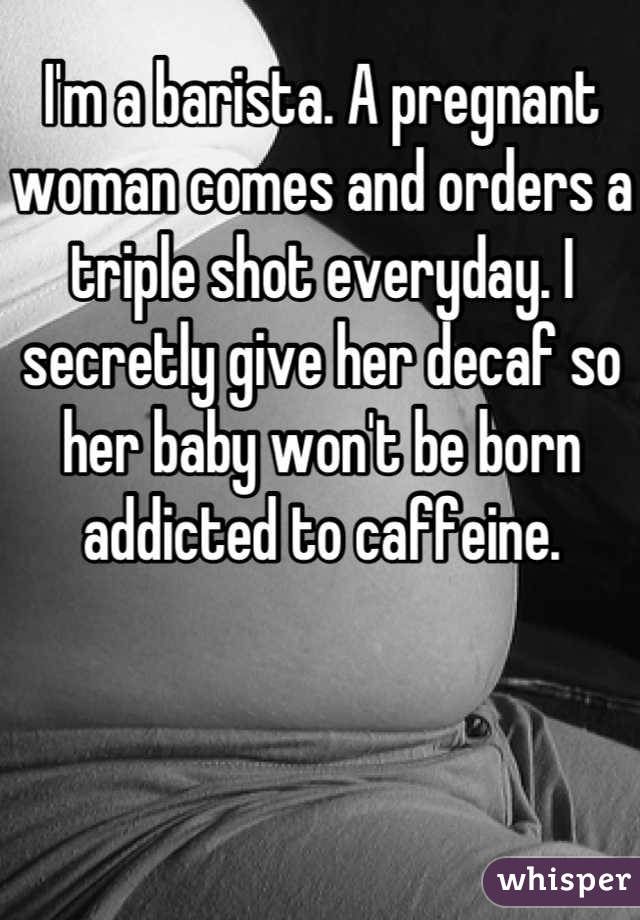 I'm a barista. A pregnant
woman comes and orders a
triple shot everyday. I
secretly give her decaf so
her baby won't be born
addicted to caffeine.
whisper